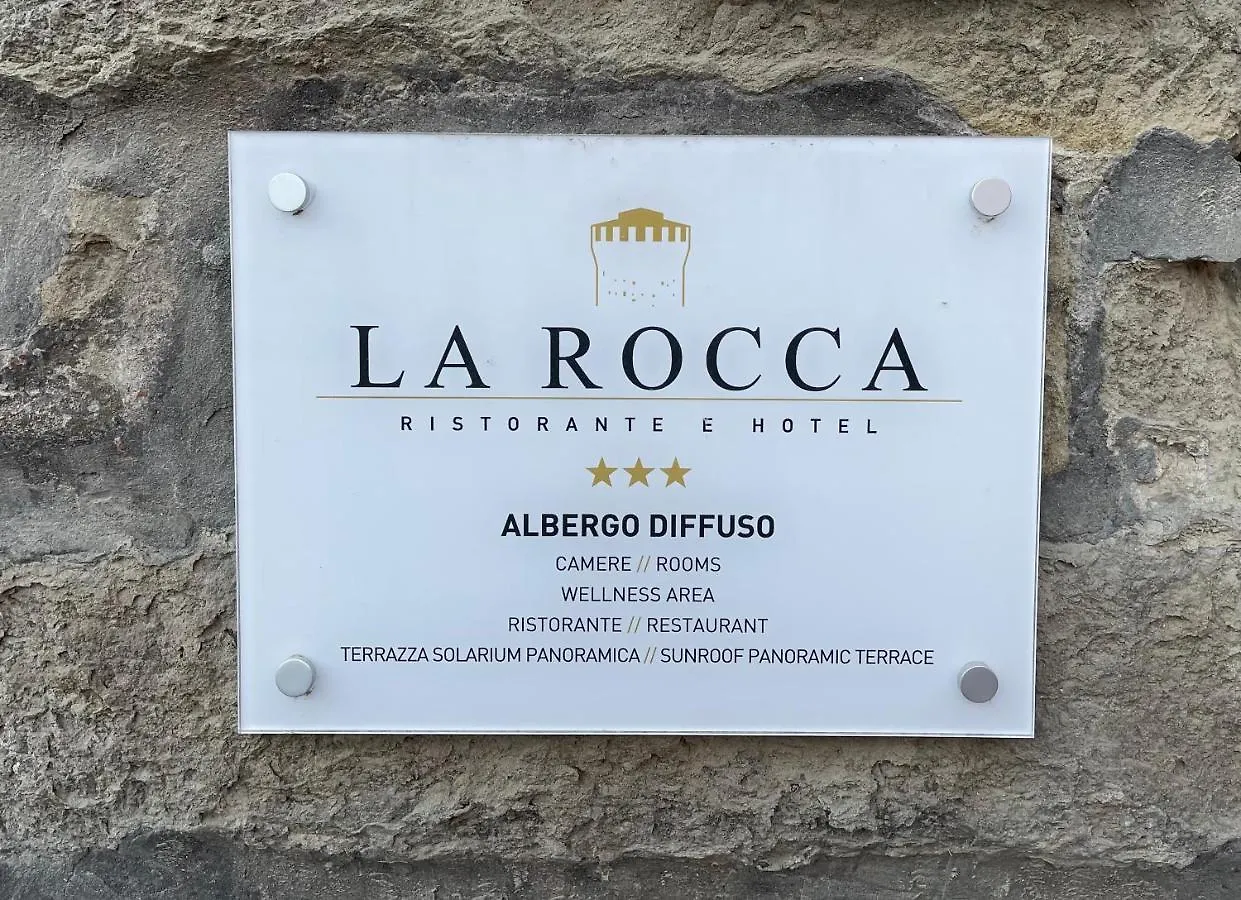 LA ROCCA
RISTORANTE E HOTEL
ALBERGO DIFFUSO
CAMERE // ROOMS
WELLNESS AREA
RISTORANTE // RESTAURANT
TERRAZZA SOLARIUM PANORAMICA // SUNROOF PANORAMIC TERRACE